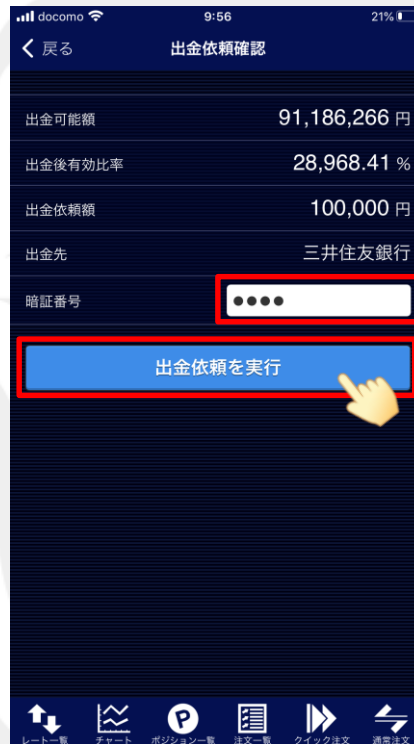 docomo 9:56 21%
戻る 出金依頼確認
出金可能額 91,186,266 円
出金後有効比率 28,968.41 %
出金依頼額 100,000 円
出金先 三井住友銀行
暗証番号 ●●●●
出金依頼を実行
レート一覧 チャート ポジション一覧 注文一覧 クイック注文 通常注文